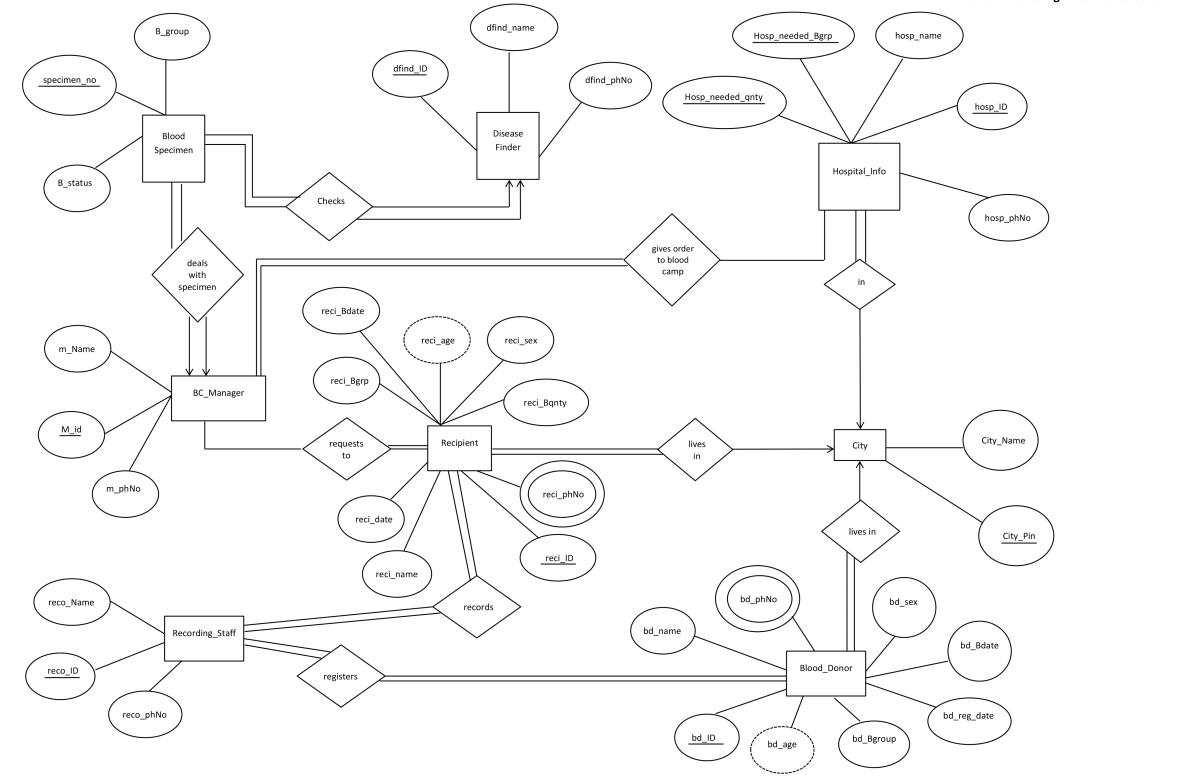 B_group
specimen_no
B_status
Blood
Specimen
dfind_name
dfind_ID
dfind_phNo
Disease
Finder
Hosp_needed_Bgrp
hosp_name
Hosp_needed_qnty
hosp_ID
Hospital_Info
hosp_phNo
Checks
deals
with
specimen
gives order
to blood
camp
in
m_Name
BC_Manager
M_id
m_phNo
reci_Bdate
reci_age
reci_sex
reci_Bgrp
reci_Bqnty
requests
to
Recipient
lives
in
City
City_Name
City_Pin
reci_phNo
reci_date
reci_ID
reci_name
lives in
records
reco_Name
Recording_Staff
reco_ID
reco_phNo
registers
bd_phNo
bd_sex
bd_name
bd_Bdate
Blood_Donor
bd_reg_date
bd_ID
bd_age
bd_Bgroup